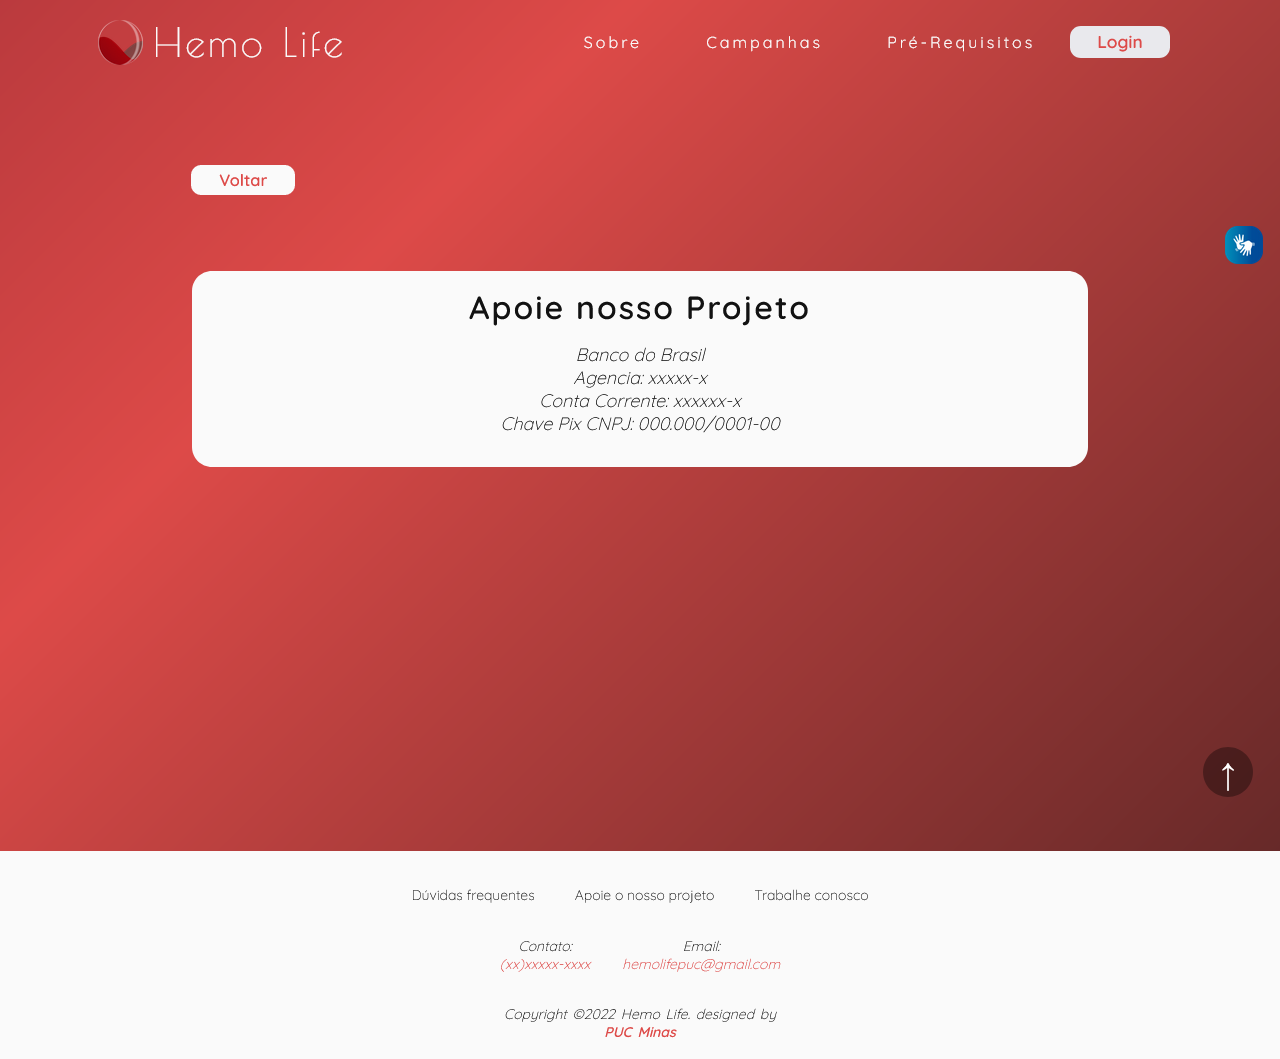 Hemo Life
Sobre Campanhas Pré-Requisitos Login
Voltar
Apoie nosso Projeto
Banco do Brasil
Agencia: xxxxx-x
Conta Corrente: xxxxxx-x
Chave Pix CNPJ: 000.000/0001-00
↑
Dúvidas frequentes Apoie o nosso projeto Trabalhe conosco
Contato: Email:
(xx)xxxxx-xxxx hemolifepuc@gmail.com
Copyright ©2022 Hemo Life. designed by
PUC Minas